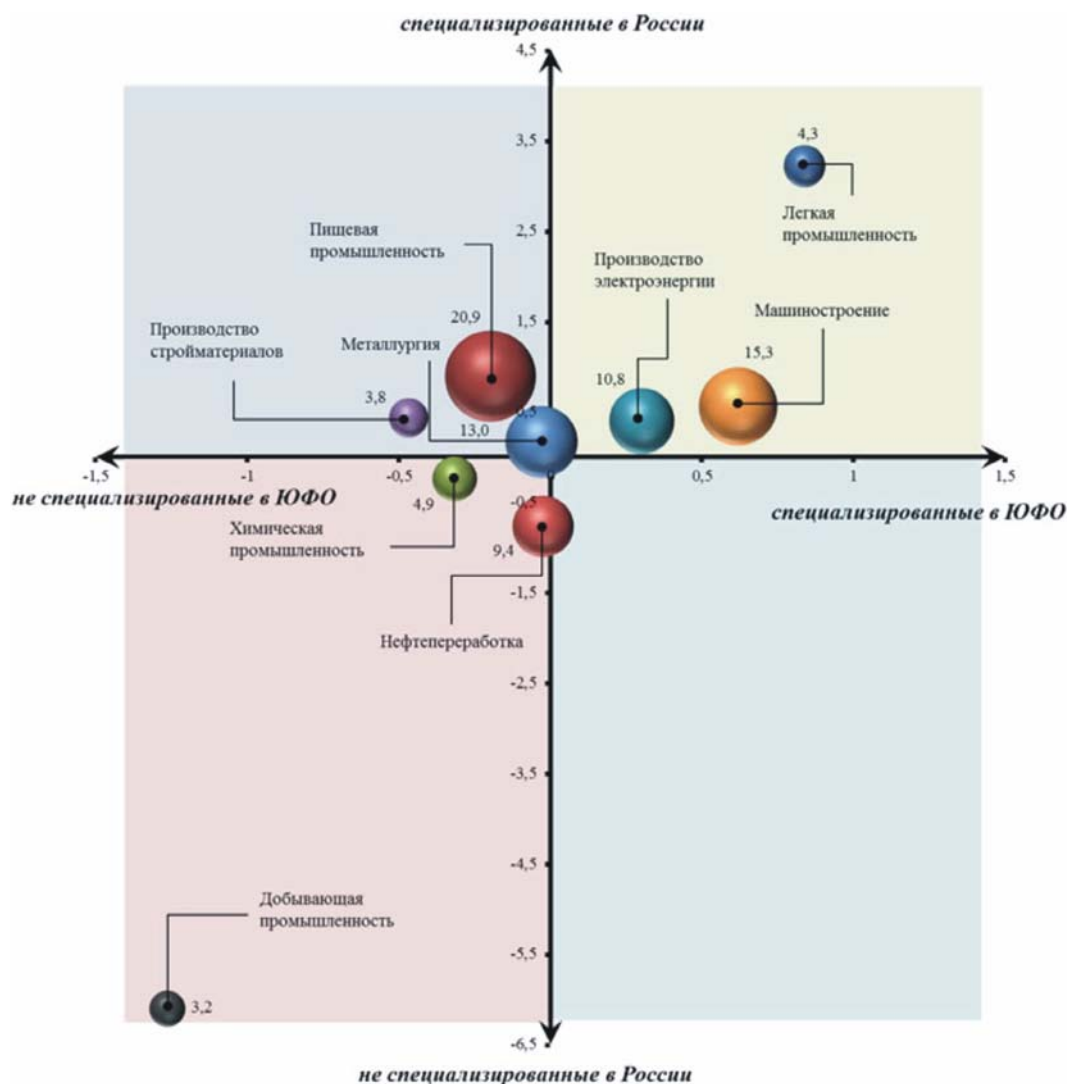 специализированные в России
4,5
3,5
4,3
Легкая
промышленность
2,5
Пищевая
промышленность
Производство
электроэнергии
1,5
20,9
Производство
стройматериалов
Металлургия
Машиностроение
15,3
3,8
10,8
0,5
13,0
-1,5
-1
-0,5
0
0,5
1
1,5
не специализированные в ЮФО
4,9
-0,5
специализированные в ЮФО
Химическая
промышленность
9,4
-1,5
Нефтепереработка
-2,5
-3,5
-4,5
Добывающая
промышленность
-5,5
3,2
-6,5
не специализированные в России